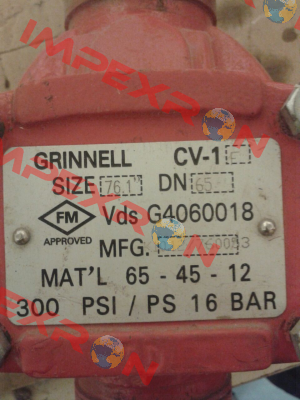 GRINNELL CV-1F
SIZE 76.1" DN 65
FM Vds G4060018
APPROVED
MFG.
MAT'L 65 - 45 - 12
300 PSI / PS 16 BAR
IMPEXRON